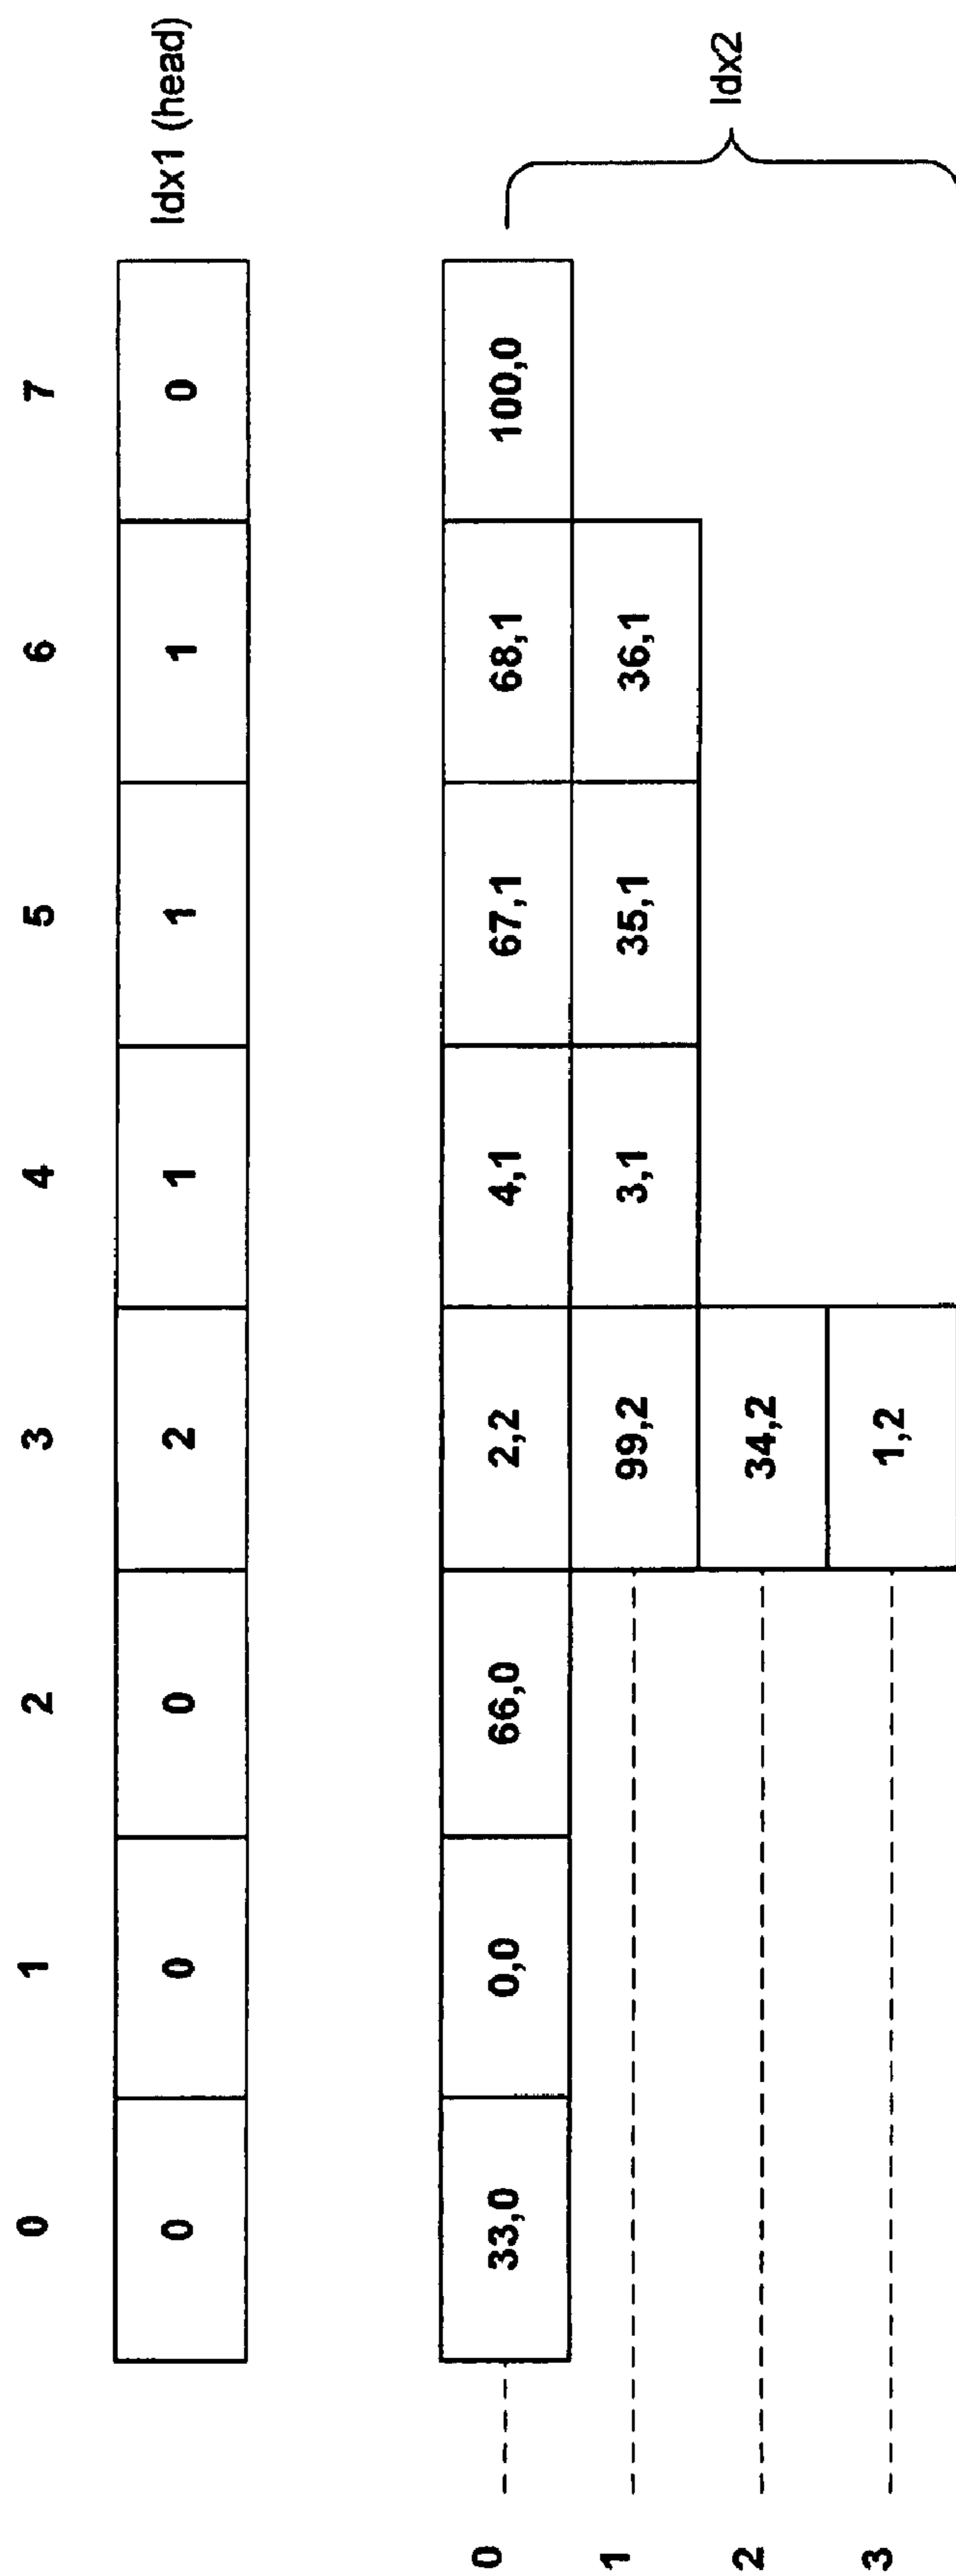 0 1 2 3 4 5 6 7
0 0 0 2 1 1 1 0 Idx1 (head)
0 33,0 0,0 66,0 2,2 4,1 67,1 68,1 100,0
1 99,2 3,1 35,1 36,1
2 34,2
3 1,2
Idx2